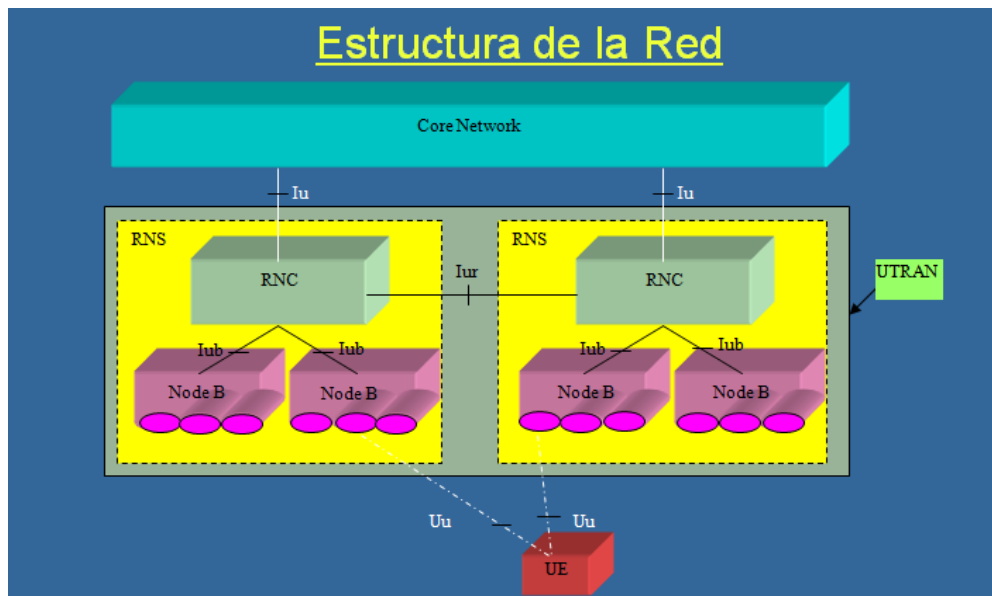 Estructura de la Red
Core Network
Iu
Iu
RNS
RNS
RNC
RNC
Iur
UTRAN
Iub
Iub
Iub
Iub
Node B
Node B
Node B
Node B
Uu
Uu
UE